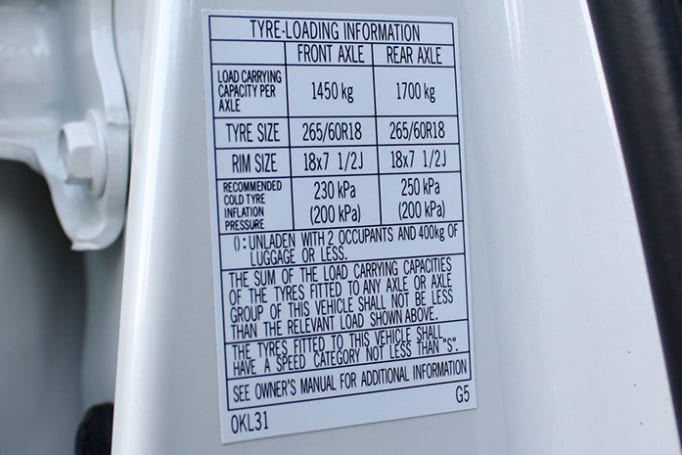 TYRE-LOADING INFORMATION
FRONT AXLE REAR AXLE
LOAD CARRYING
CAPACITY PER
AXLE
1450 kg 1700 kg
TYRE SIZE 265/60R18 265/60R18
RIM SIZE 18x7 1/2J 18x7 1/2J
RECOMMENDED
COLD TYRE
INFLATION
PRESSURE
230 kPa 250 kPa
(200 kPa) (200 kPa)
(): UNLADEN WITH 2 OCCUPANTS AND 400kg OF
LUGGAGE OR LESS.
THE SUM OF THE LOAD CARRYING CAPACITIES
OF THE TYRES FITTED TO ANY AXLE OR AXLE
GROUP OF THIS VEHICLE SHALL NOT BE LESS
THAN THE RELEVANT LOAD SHOWN ABOVE.
THE TYRES FITTED TO THIS VEHICLE SHALL
HAVE A SPEED CATEGORY NOT LESS THAN "S".
SEE OWNER'S MANUAL FOR ADDITIONAL INFORMATION
OKL31 G5